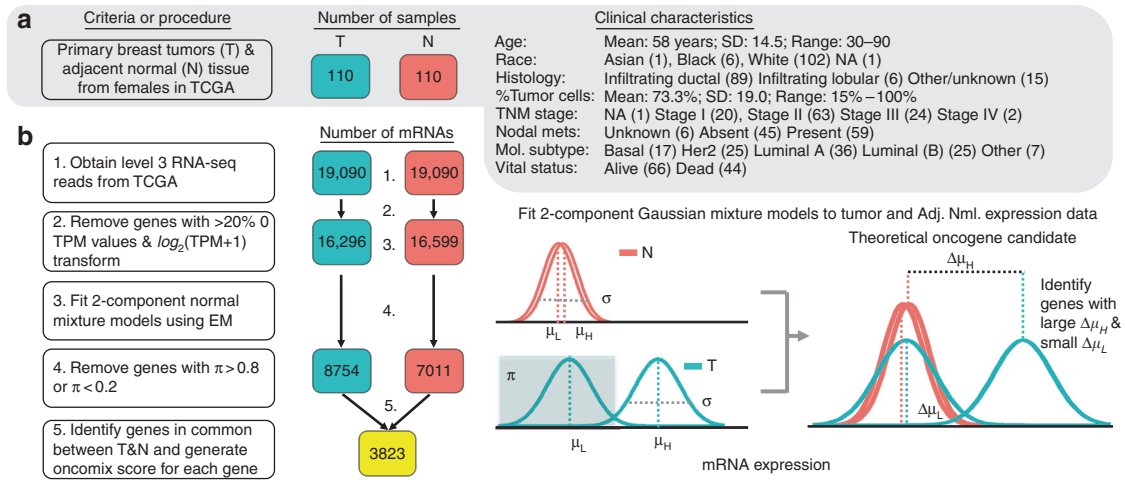 a
Criteria or procedure
Number of samples
Clinical characteristics
T N
Primary breast tumors (T) &
adjacent normal (N) tissue
from females in TCGA
110 110
Age: Mean: 58 years; SD: 14.5; Range: 30–90
Race: Asian (1), Black (6), White (102) NA (1)
Histology: Infiltrating ductal (89) Infiltrating lobular (6) Other/unknown (15)
%Tumor cells: Mean: 73.3%; SD: 19.0; Range: 15% –100%
TNM stage: NA (1) Stage I (20), Stage II (63) Stage III (24) Stage IV (2)
Nodal mets: Unknown (6) Absent (45) Present (59)
Mol. subtype: Basal (17) Her2 (25) Luminal A (36) Luminal (B) (25) Other (7)
Vital status: Alive (66) Dead (44)
b
Number of mRNAs
1. Obtain level 3 RNA-seq
reads from TCGA
19,090 1. 19,090
2.
2. Remove genes with >20% 0
TPM values & log2(TPM+1)
transform
16,296 3. 16,599
3. Fit 2-component normal
mixture models using EM
4.
4. Remove genes with π > 0.8
or π < 0.2
8754 7011
5.
5. Identify genes in common
between T&N and generate
oncomix score for each gene
3823
Fit 2-component Gaussian mixture models to tumor and Adj. Nml. expression data
N
σ
μL μH
T
π
σ
μL μH
mRNA expression
Theoretical oncogene candidate
ΔμH
Identify
genes with
large ΔμH &
small ΔμL
ΔμL